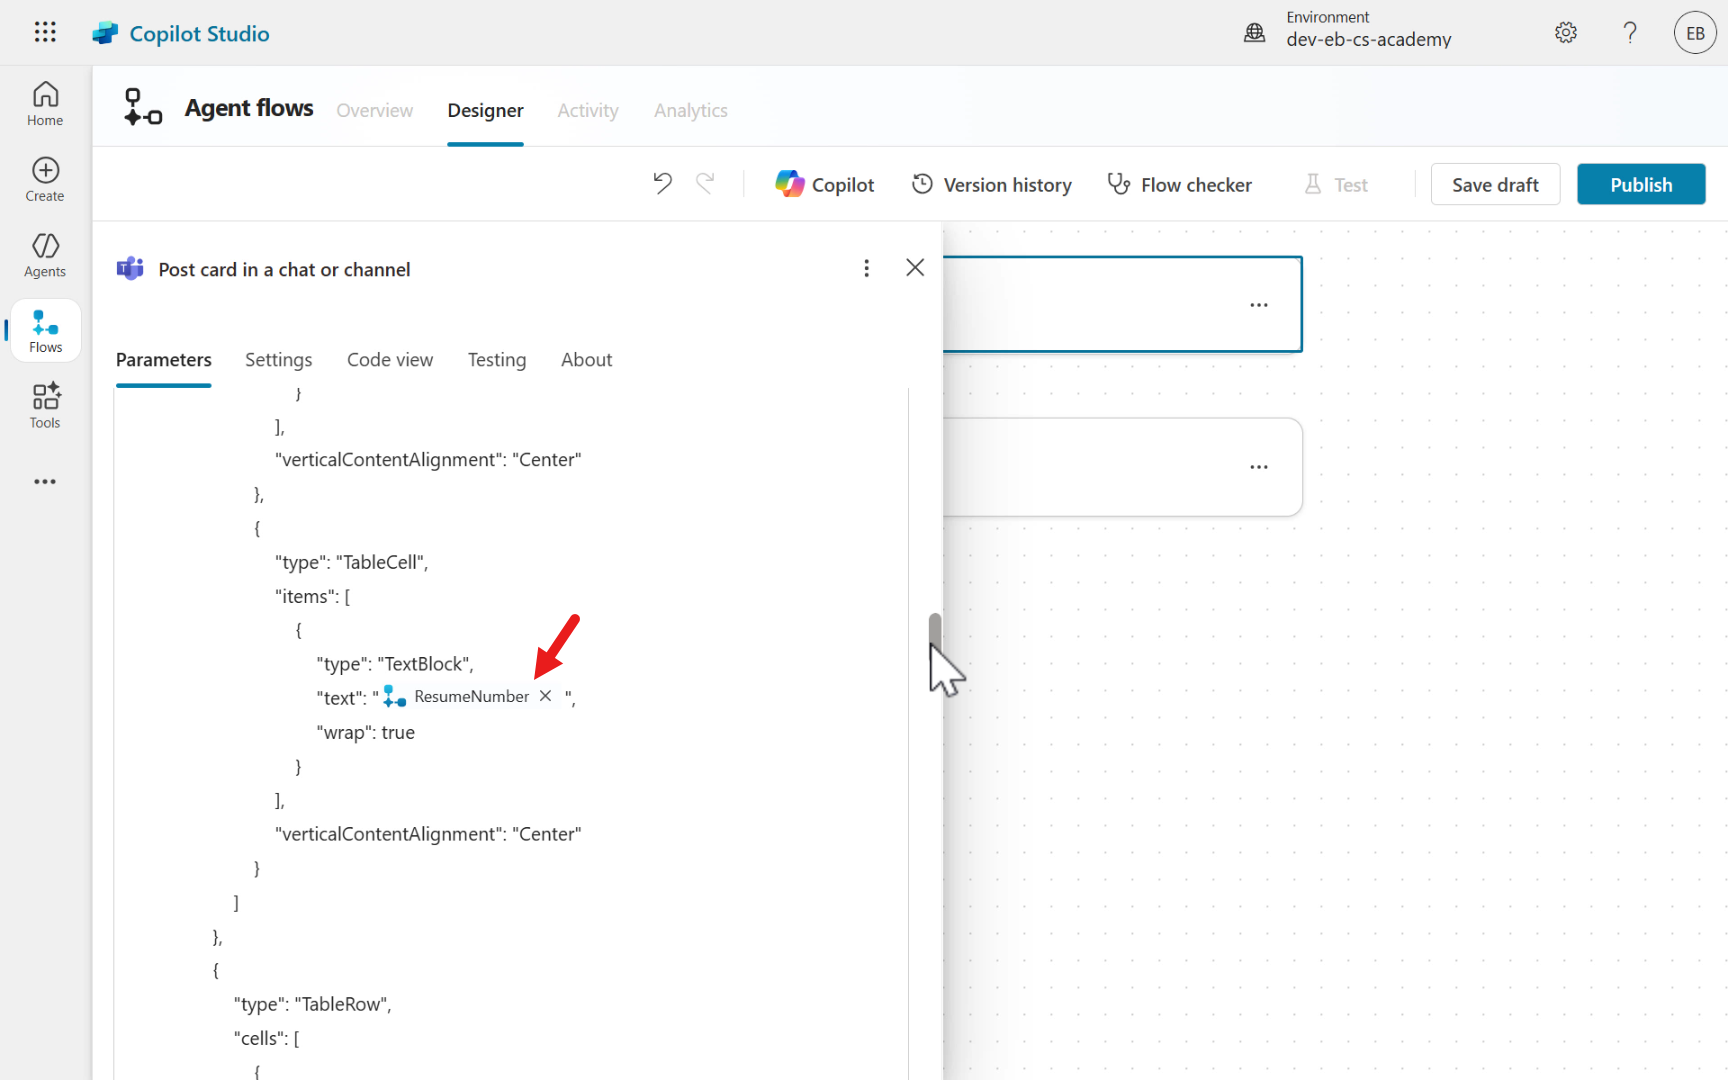 Copilot Studio
Environment
dev-eb-cs-academy
EB
Home
Create
Agents
Flows
Tools
Agent flows
Overview
Designer
Activity
Analytics
Copilot
Version history
Flow checker
Test
Save draft
Publish
Post card in a chat or channel
Parameters
Settings
Code view
Testing
About
}
],
"verticalContentAlignment": "Center"
},
{
"type": "TableCell",
"items": [
{
"type": "TextBlock",
"text": " ResumeNumber ",
"wrap": true
}
],
"verticalContentAlignment": "Center"
}
]
},
{
"type": "TableRow",
"cells": [
{